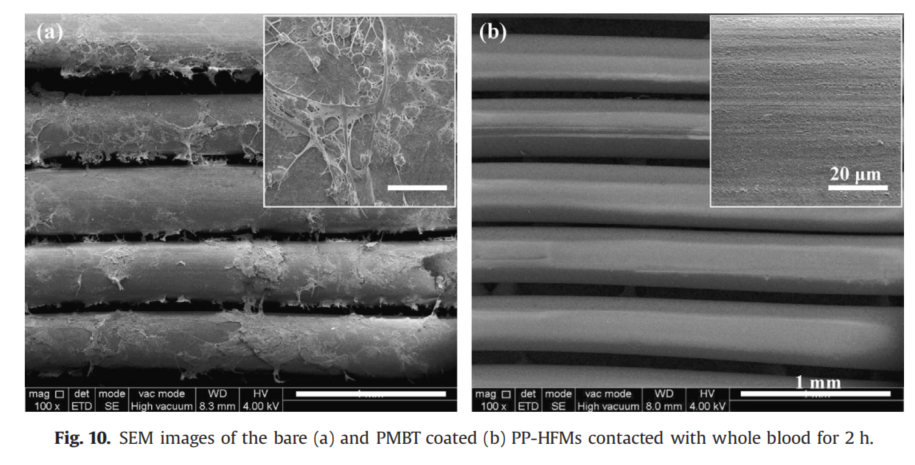 (a)
(b)
20 μm
mag □ det mode vac mode WD HV
100 x ETD SE High vacuum 8.3 mm 4.00 kV
1 mm
mag □ det mode vac mode WD HV
100 x ETD SE High vacuum 8.0 mm 4.00 kV
Fig. 10. SEM images of the bare (a) and PMBT coated (b) PP-HFMs contacted with whole blood for 2 h.